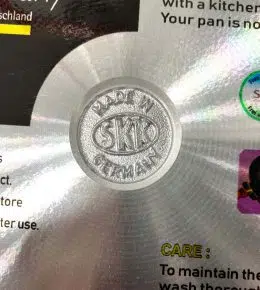 schland
with a kitchen
Your pan is no
MADE IN
SKK
GERMANY
s
ct.
tore
ter use.
CARE :
To maintain the
wash thorough